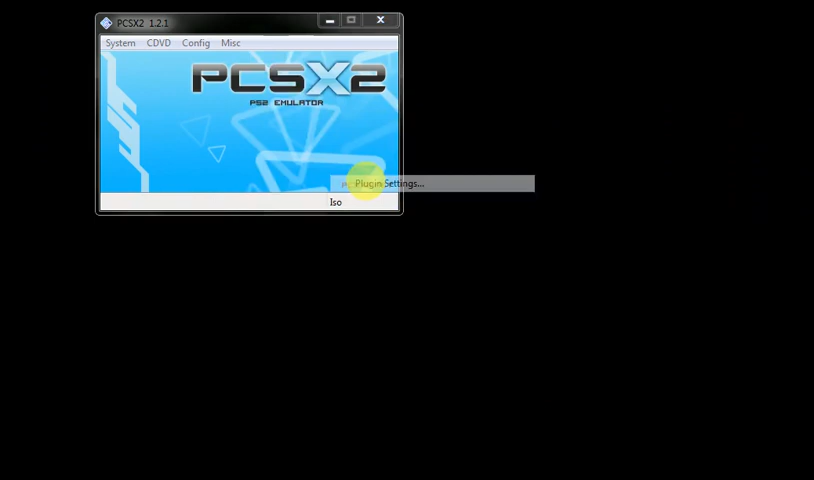 PCSX2 1.2.1
System CDVD Config Misc
PCSX2
PS2 EMULATOR
Plugin Settings...
Iso